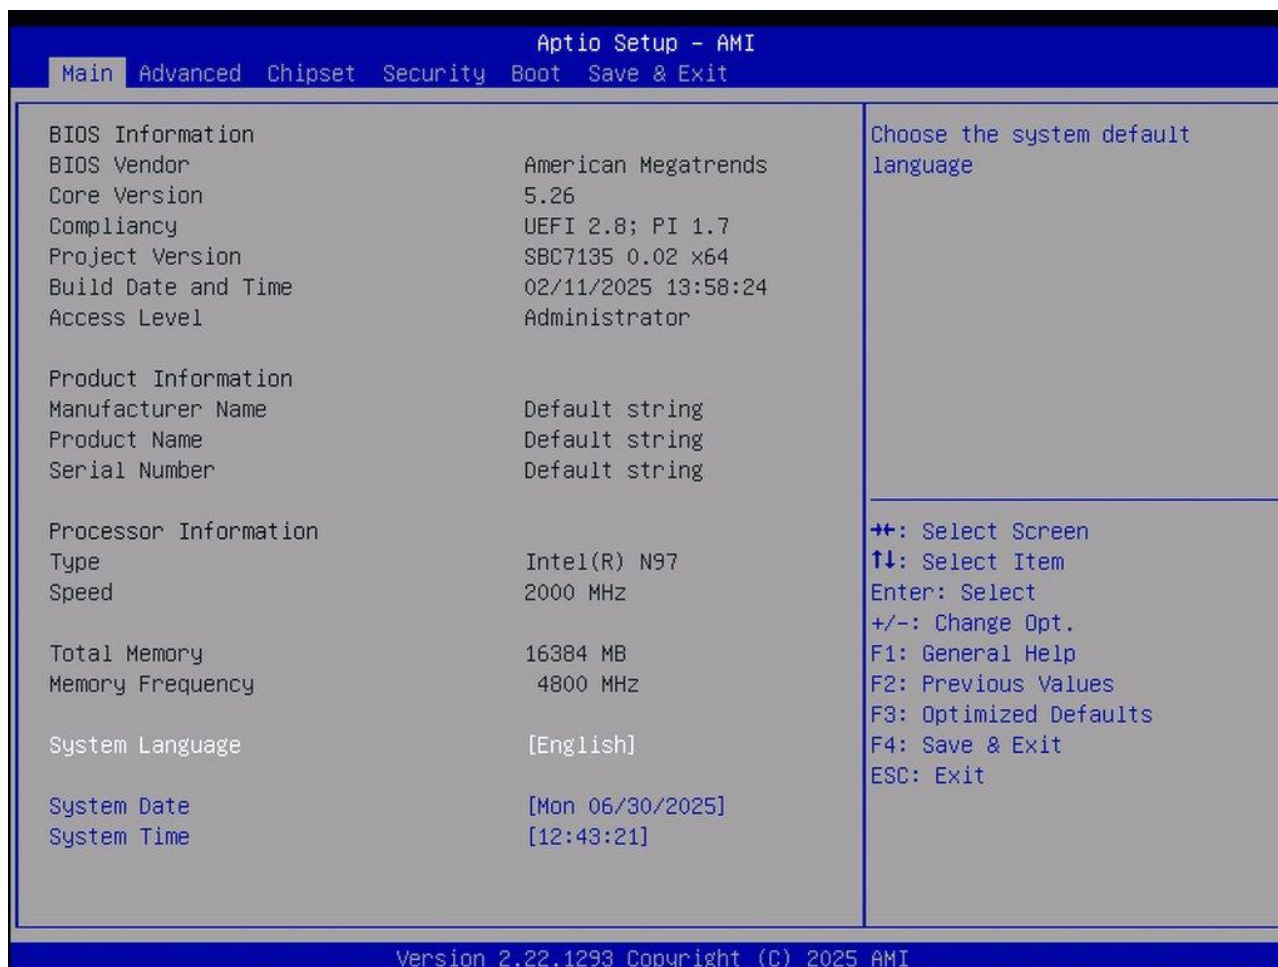 Aptio Setup – AMI
Main Advanced Chipset Security Boot Save & Exit
BIOS Information
BIOS Vendor American Megatrends
Core Version 5.26
Compliancy UEFI 2.8; PI 1.7
Project Version SBC7135 0.02 x64
Build Date and Time 02/11/2025 13:58:24
Access Level Administrator
Product Information
Manufacturer Name Default string
Product Name Default string
Serial Number Default string
Processor Information
Type Intel(R) N97
Speed 2000 MHz
Total Memory 16384 MB
Memory Frequency 4800 MHz
System Language [English]
System Date [Mon 06/30/2025]
System Time [12:43:21]
Choose the system default
language
→←: Select Screen
↑↓: Select Item
Enter: Select
+/-: Change Opt.
F1: General Help
F2: Previous Values
F3: Optimized Defaults
F4: Save & Exit
ESC: Exit
Version 2.22.1293 Copyright (C) 2025 AMI